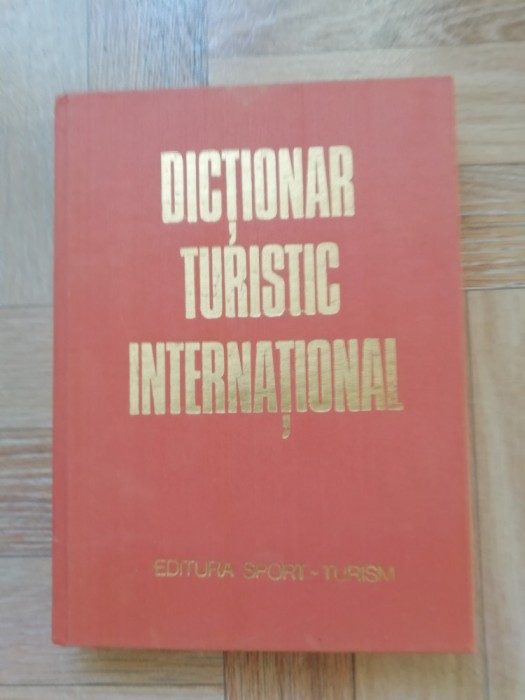 DICȚIONAR
TURISTIC
INTERNAȚIONAL
EDITURA SPORT-TURISM